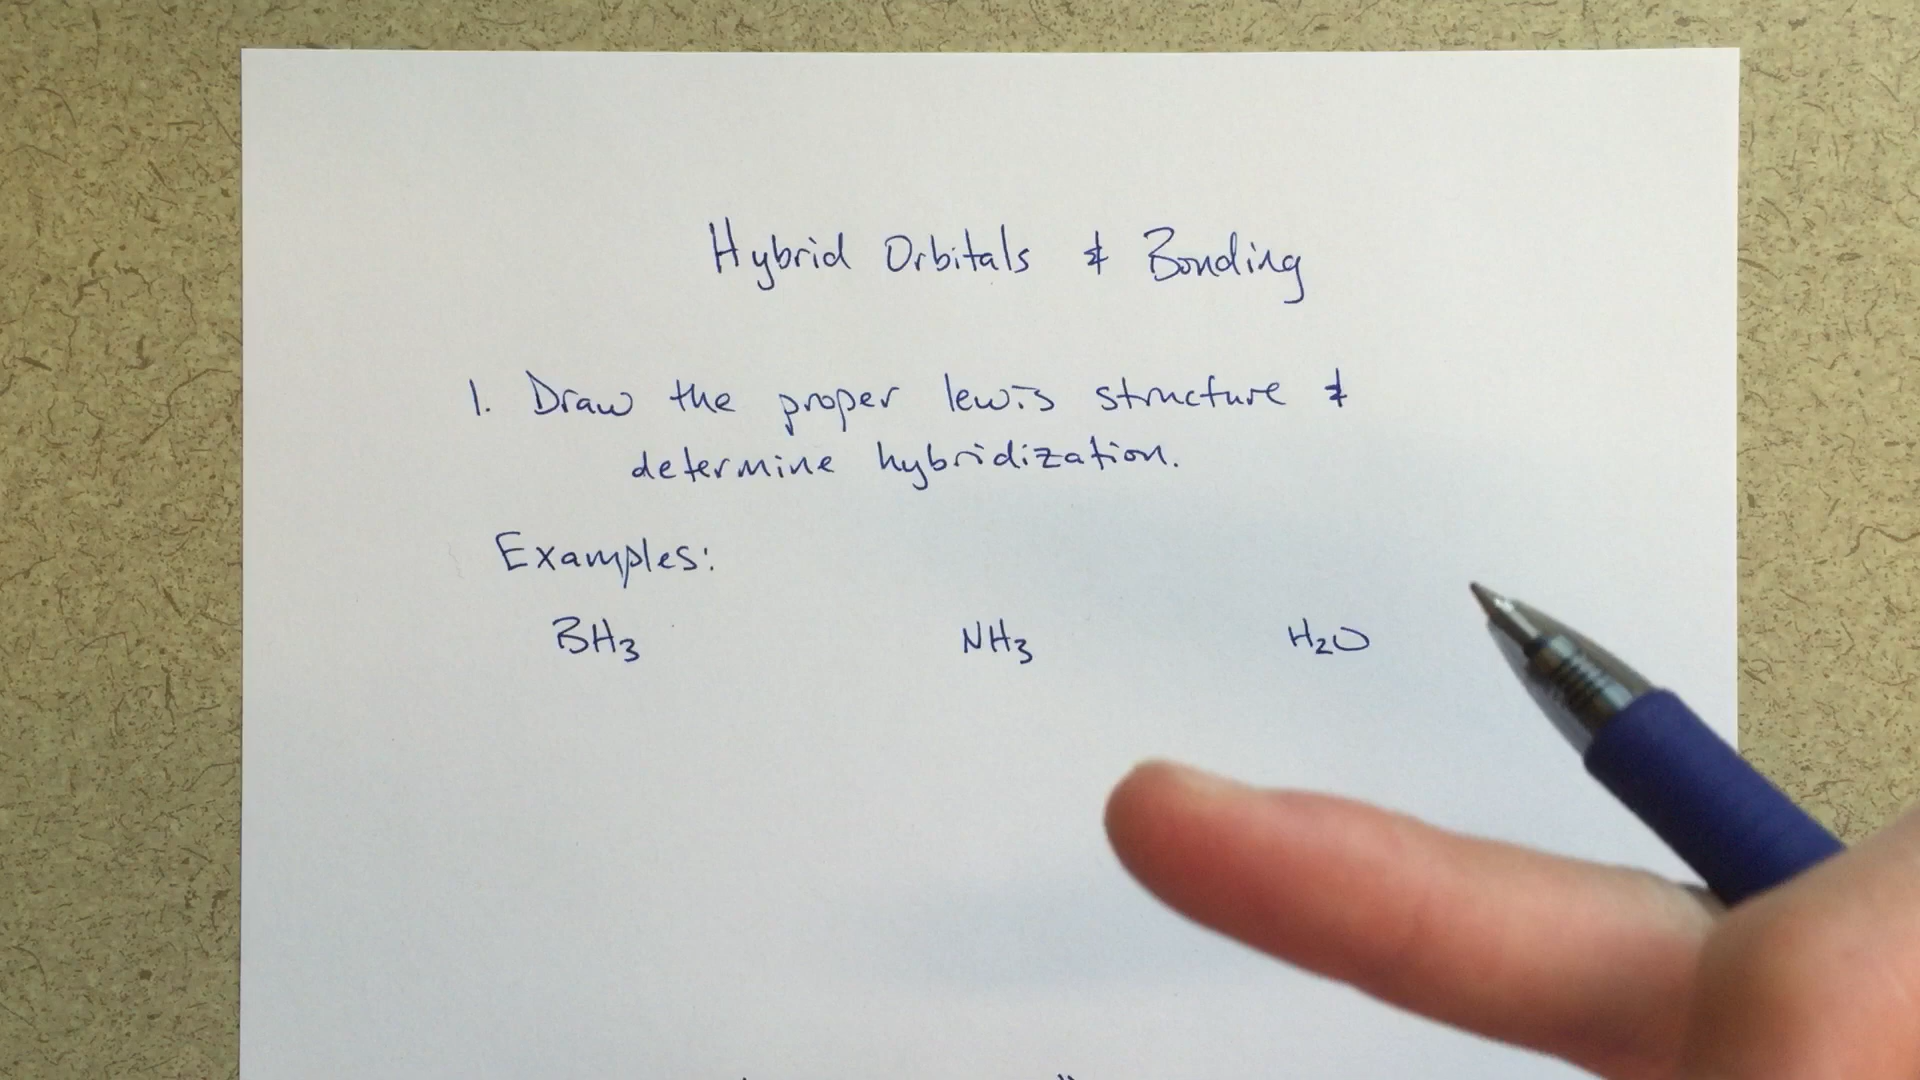 Hybrid Orbitals & Bonding
1. Draw the proper lewis structure &
determine hybridization.
Examples:
BH₃ NH₃ H₂O